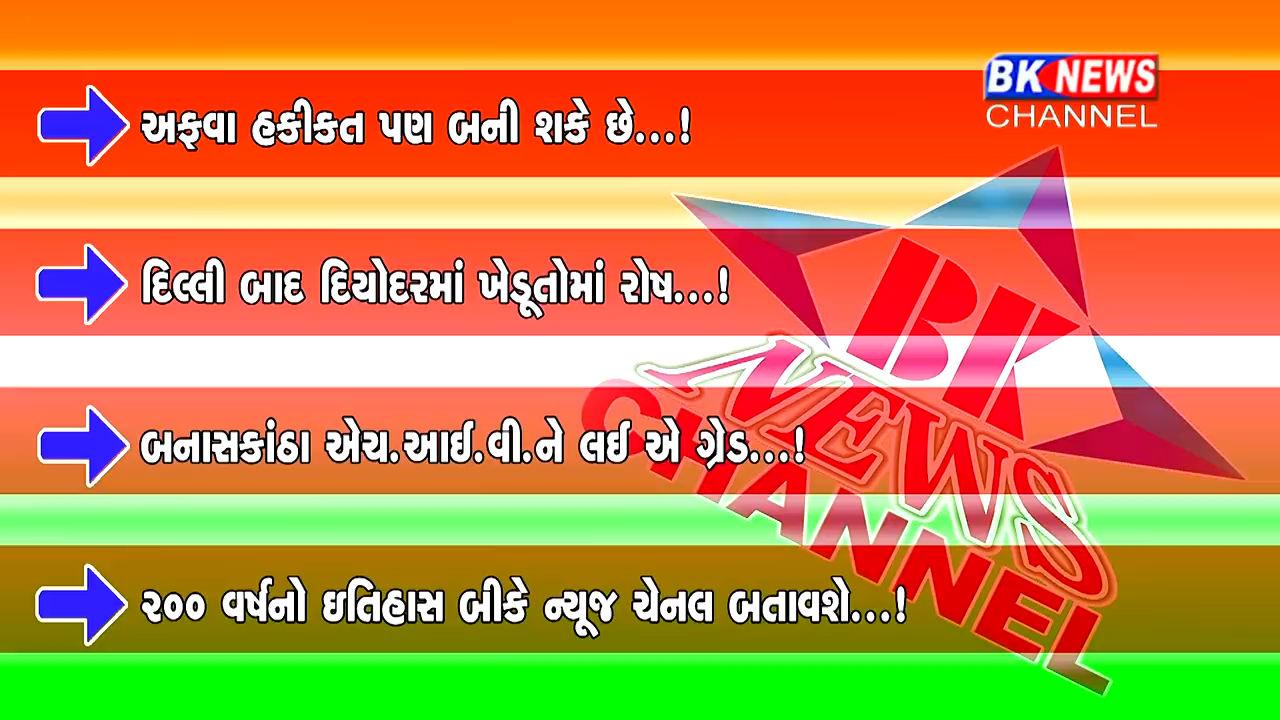 BK NEWS
CHANNEL
અફવા હકીકત પણ બની શકે છે...!
દિલ્લી બાદ દિયોદરમાં ખેડૂતોમાં રોષ...!
બનાસકાંઠા એચ.આઈ.વી.ને લઈ એ ગ્રેડ...!
૨૦૦ વર્ષનો ઇતિહાસ બીકે ન્યૂજ ચેનલ બતાવશે...!
BK
NEWS
CHANNEL